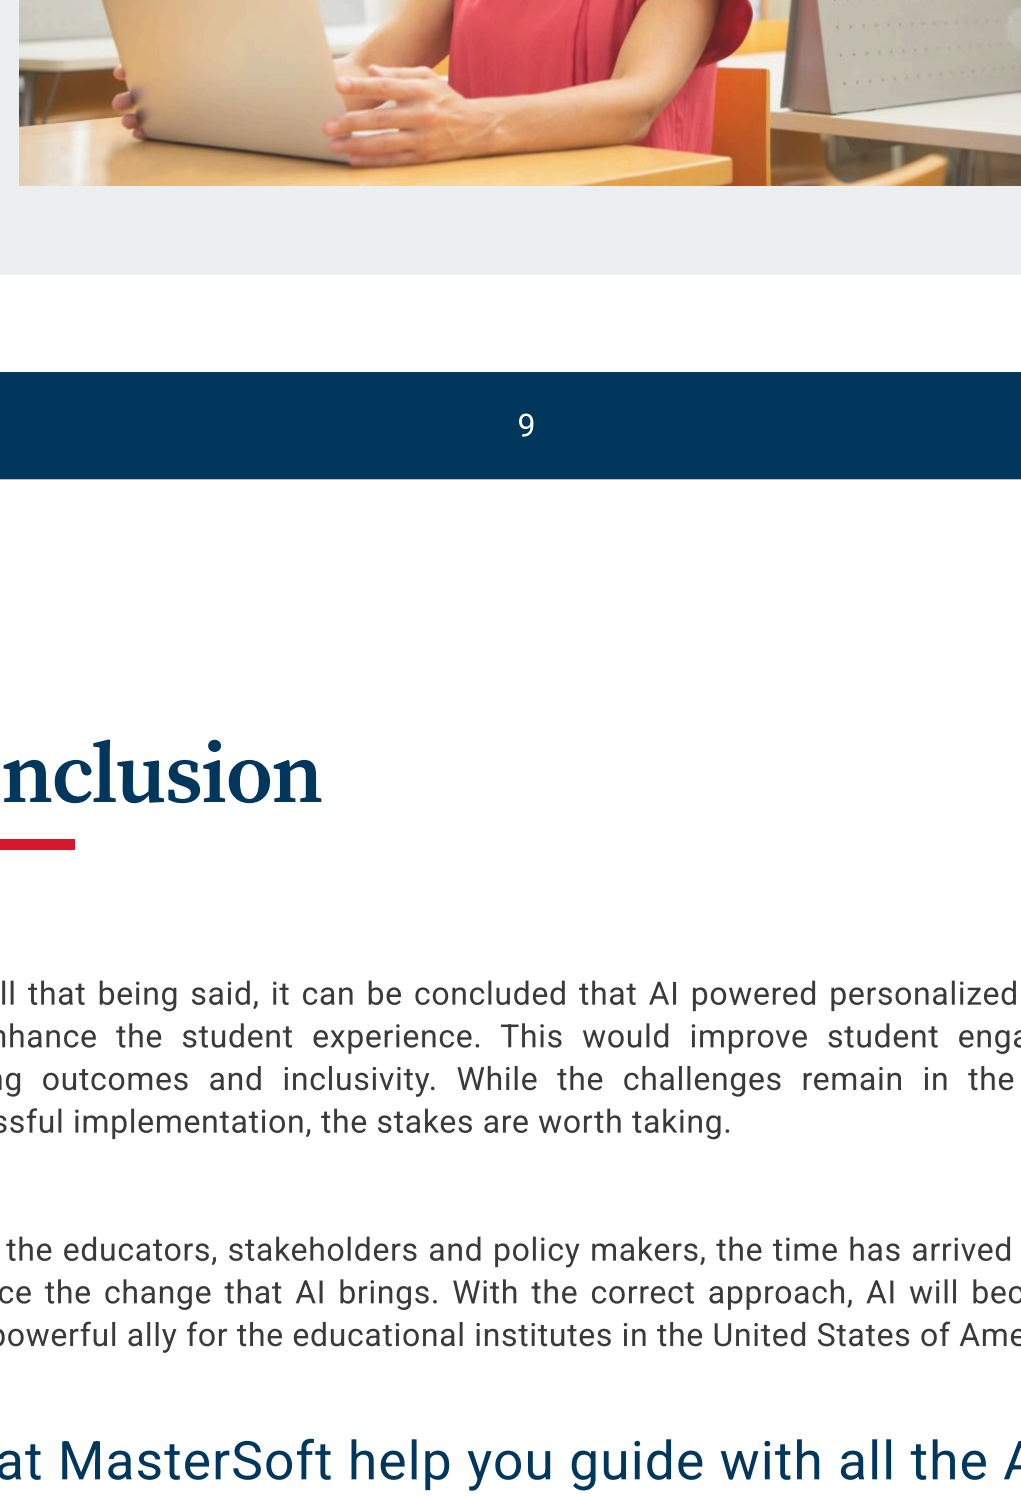 9
nclusion
ll that being said, it can be concluded that AI powered personalized
nhance the student experience. This would improve student enga
ng outcomes and inclusivity. While the challenges remain in the
ssful implementation, the stakes are worth taking.
the educators, stakeholders and policy makers, the time has arrived
ce the change that AI brings. With the correct approach, AI will bec
powerful ally for the educational institutes in the United States of Ame
at MasterSoft help you guide with all the A